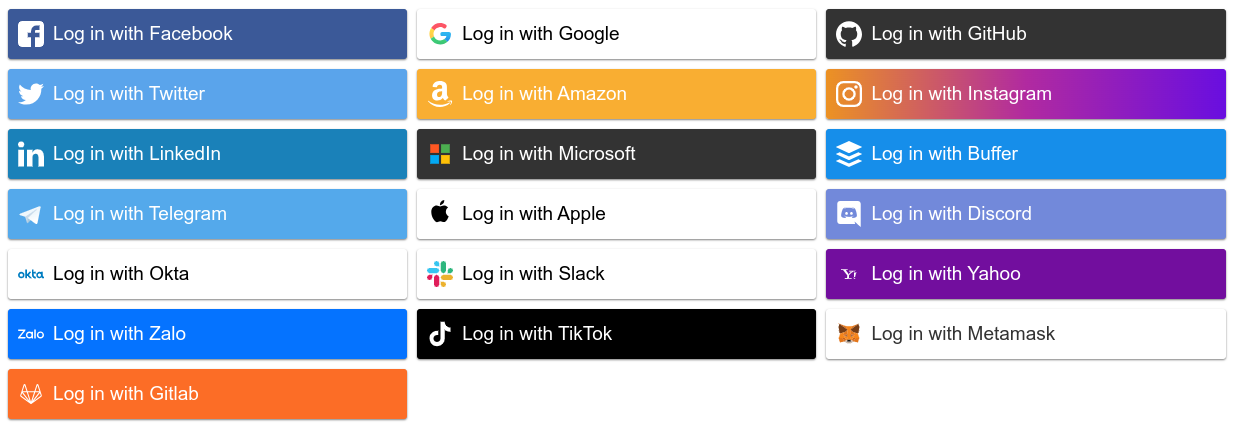 Log in with Facebook
Log in with Google
Log in with GitHub
Log in with Twitter
Log in with Amazon
Log in with Instagram
Log in with LinkedIn
Log in with Microsoft
Log in with Buffer
Log in with Telegram
Log in with Apple
Log in with Discord
okta Log in with Okta
Log in with Slack
Y! Log in with Yahoo
Zalo Log in with Zalo
Log in with TikTok
Log in with Metamask
Log in with Gitlab